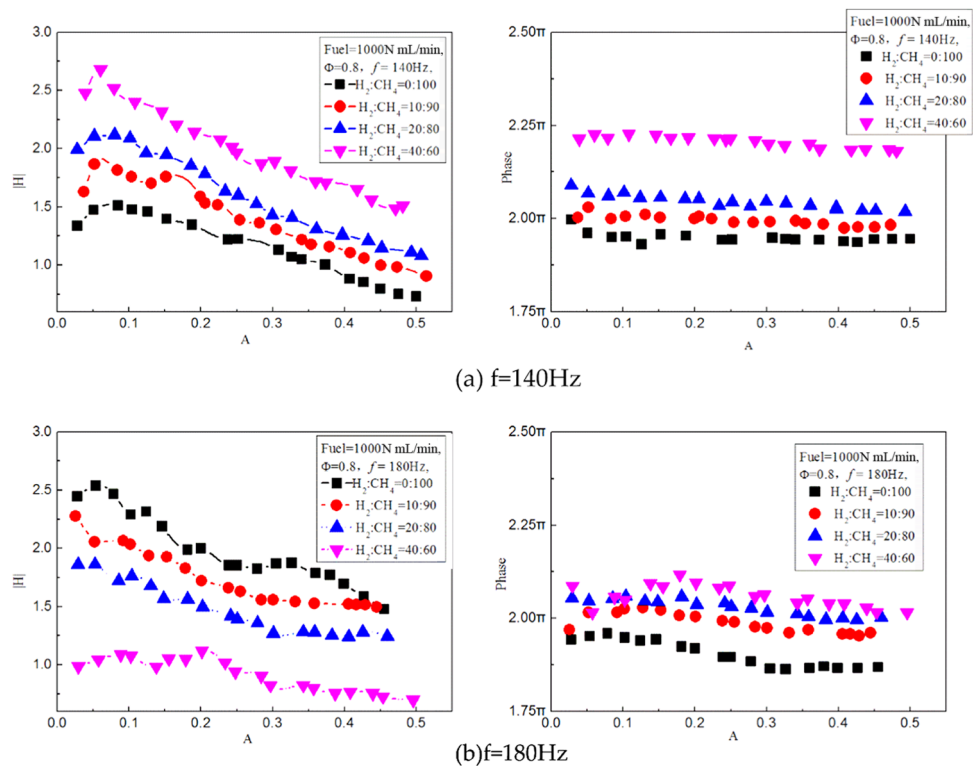 3.0
2.5
2.0
1.5
1.0
|H|
0.0
0.1
0.2
0.3
0.4
0.5
A
Fuel=1000N mL/min,
Φ=0.8, f = 140Hz,
H2:CH4=0:100
H2:CH4=10:90
H2:CH4=20:80
H2:CH4=40:60
2.50π
2.25π
2.00π
1.75π
Phase
0.0
0.1
0.2
0.3
0.4
0.5
A
Fuel=1000N mL/min,
Φ=0.8, f = 140Hz,
H2:CH4=0:100
H2:CH4=10:90
H2:CH4=20:80
H2:CH4=40:60
(a) f=140Hz
3.0
2.5
2.0
1.5
1.0
|H|
0.0
0.1
0.2
0.3
0.4
0.5
A
Fuel=1000N mL/min,
Φ=0.8, f = 180Hz,
H2:CH4=0:100
H2:CH4=10:90
H2:CH4=20:80
H2:CH4=40:60
2.50π
2.25π
2.00π
1.75π
Phase
0.0
0.1
0.2
0.3
0.4
0.5
A
Fuel=1000N mL/min,
Φ=0.8, f = 180Hz,
H2:CH4=0:100
H2:CH4=10:90
H2:CH4=20:80
H2:CH4=40:60
(b)f=180Hz